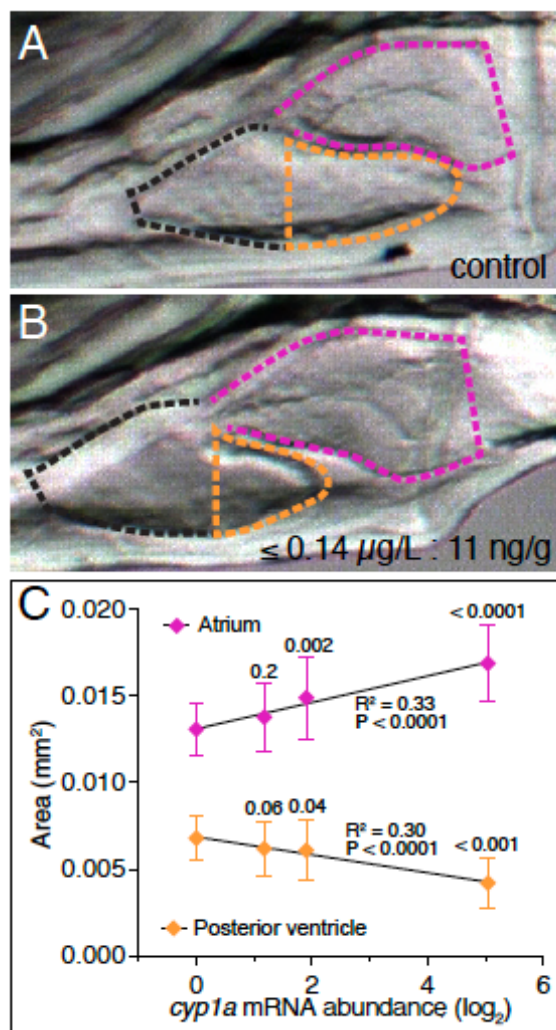 A
control
B
≤ 0.14 µg/L : 11 ng/g
C
0.020
0.015
0.010
0.005
0.000
Area (mm²)
Atrium
0.2
0.002
< 0.0001
R² = 0.33
P < 0.0001
0.06
0.04
R² = 0.30
P < 0.0001
< 0.001
Posterior ventricle
0
2
4
6
cyp1a mRNA abundance (log₂)